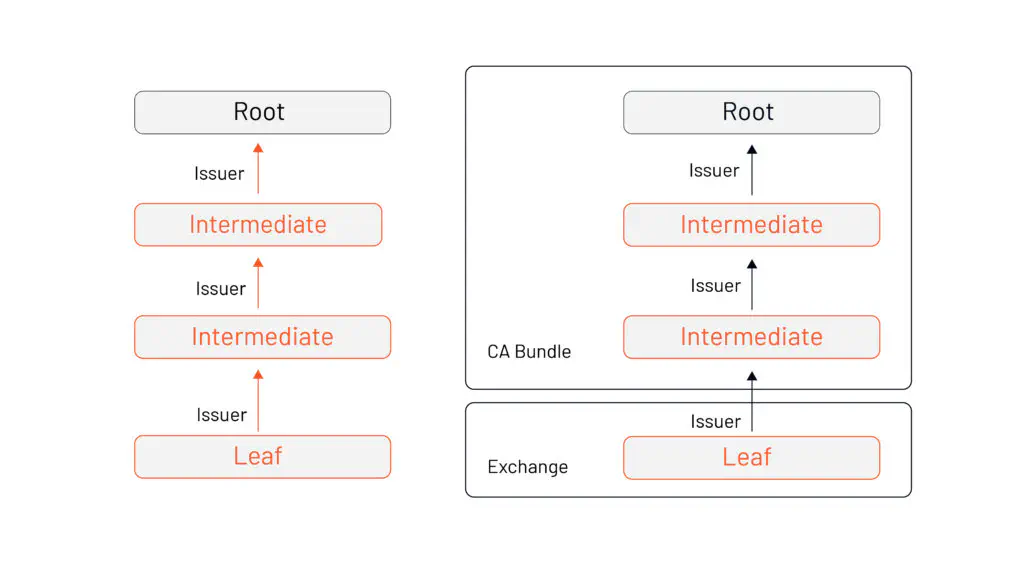 Root
Issuer
Intermediate
Issuer
Intermediate
Issuer
Leaf
Root
Issuer
Intermediate
Issuer
Intermediate
CA Bundle
Issuer
Exchange
Leaf